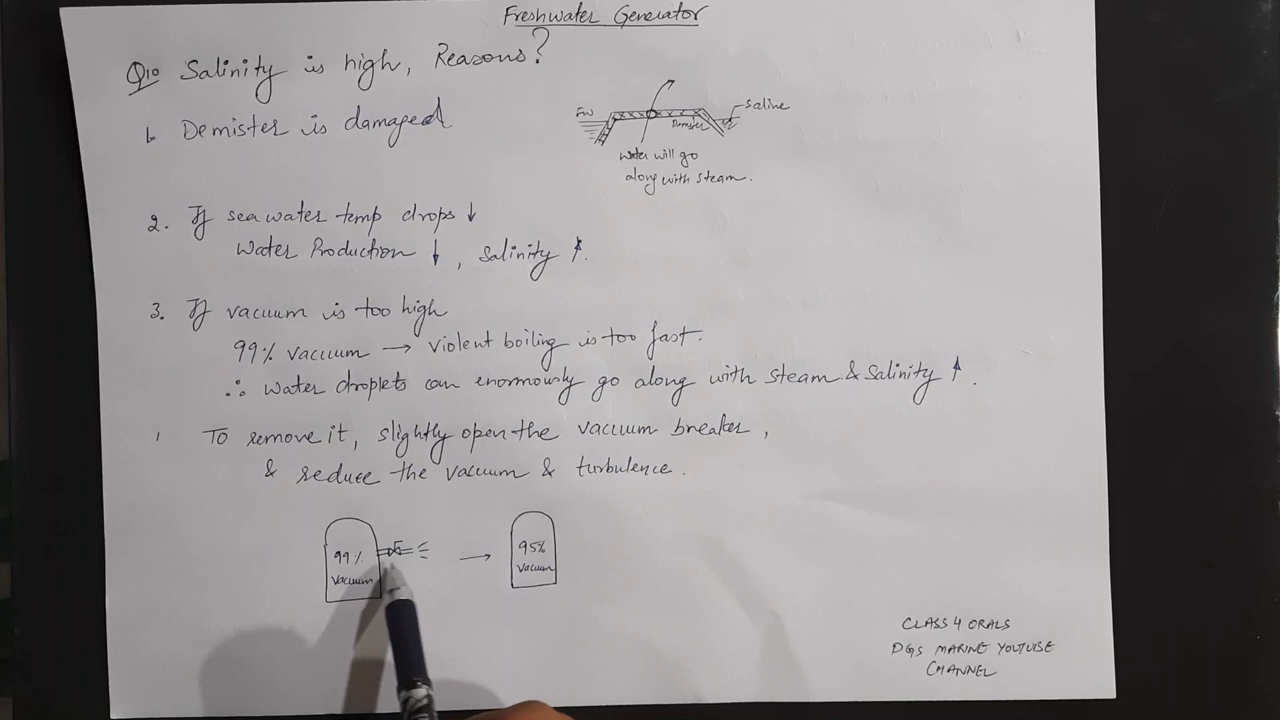 Freshwater Generator
Q10 Salinity is high, Reasons?
1. Demister is damaged
FW
Saline
Demister
Water will go
along with steam.
2. If sea water temp drops ↓
Water Production ↓, Salinity ↑.
3. If vacuum is too high
99% vacuum → violent boiling is too fast.
∴ water droplets can enormously go along with steam & Salinity ↑.
To remove it, slightly open the vacuum breaker,
& reduce the vacuum & turbulence.
99%
vacuum
→
95%
vacuum
CLASS 4 ORALS
DGS MARINE YOUTUBE
CHANNEL